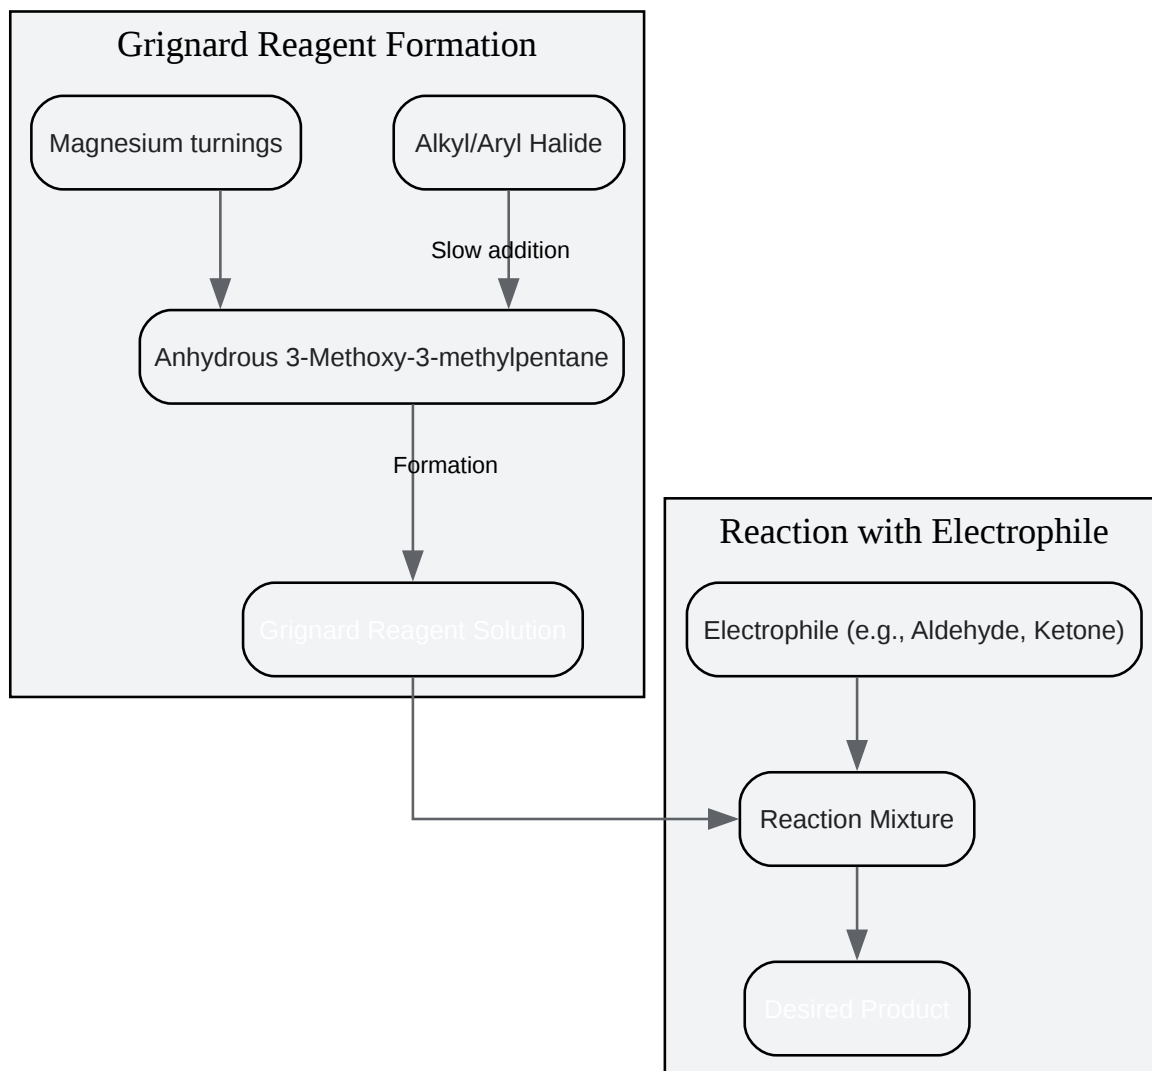 Grignard Reagent Formation
Magnesium turnings
Alkyl/Aryl Halide
Slow addition
Anhydrous 3-Methoxy-3-methylpentane
Formation
Grignard Reagent Solution
Reaction with Electrophile
Electrophile (e.g., Aldehyde, Ketone)
Reaction Mixture
Desired Product